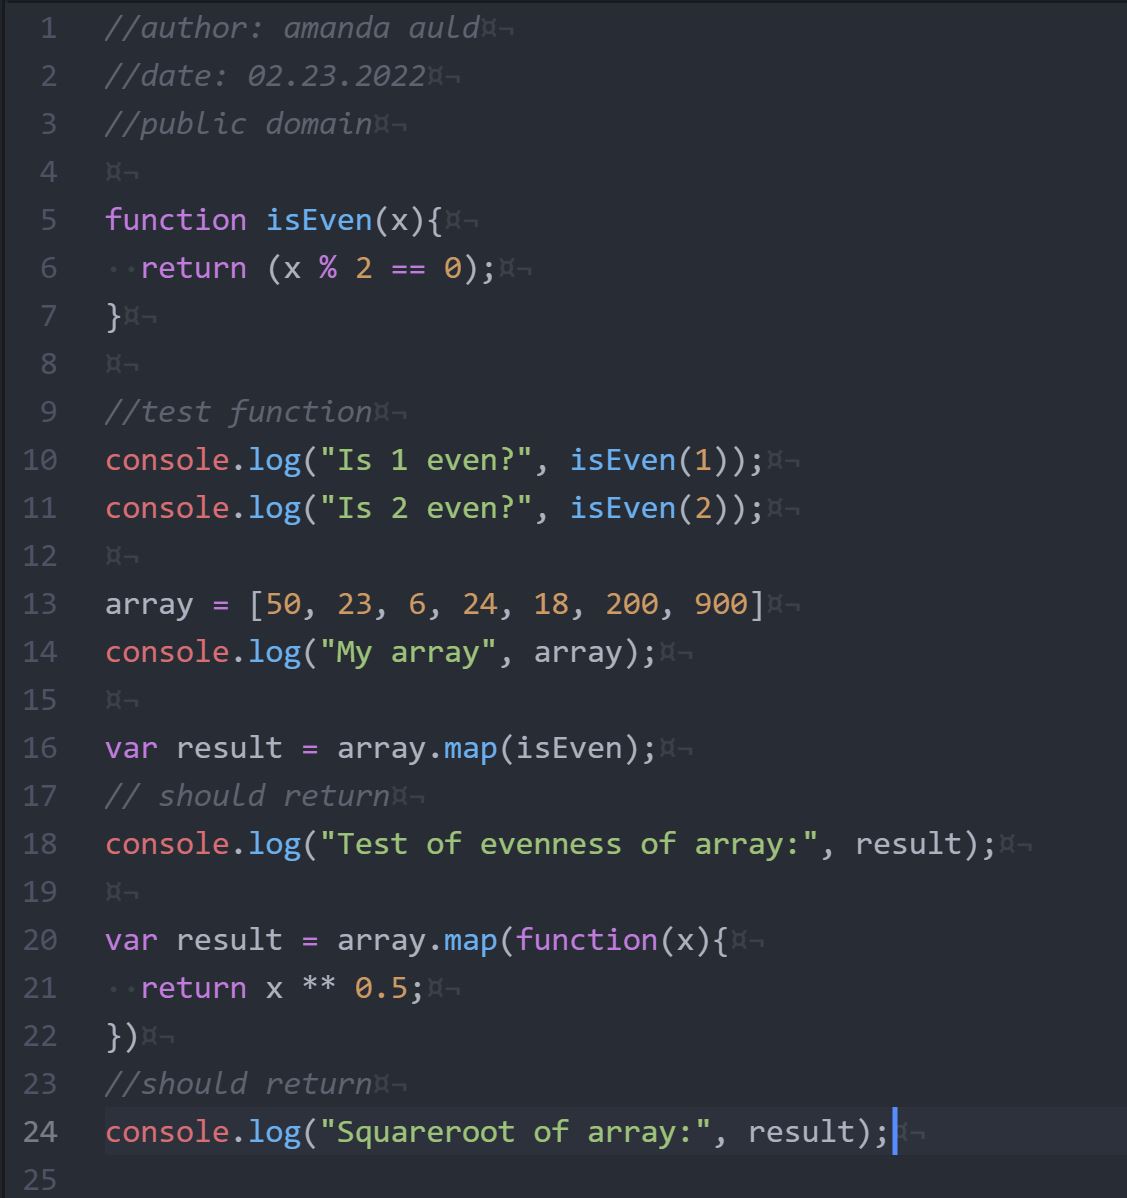 1 //author: amanda auld¤¬
2 //date: 02.23.2022¤¬
3 //public domain¤¬
4 ¤¬
5 function isEven(x){¤¬
6 ··return (x % 2 == 0);¤¬
7 }¤¬
8 ¤¬
9 //test function¤¬
10 console.log("Is 1 even?", isEven(1));¤¬
11 console.log("Is 2 even?", isEven(2));¤¬
12 ¤¬
13 array = [50, 23, 6, 24, 18, 200, 900]¤¬
14 console.log("My array", array);¤¬
15 ¤¬
16 var result = array.map(isEven);¤¬
17 // should return¤¬
18 console.log("Test of evenness of array:", result);¤¬
19 ¤¬
20 var result = array.map(function(x){¤¬
21 ··return x ** 0.5;¤¬
22 })¤¬
23 //should return¤¬
24 console.log("Squareroot of array:", result);¤¬
25